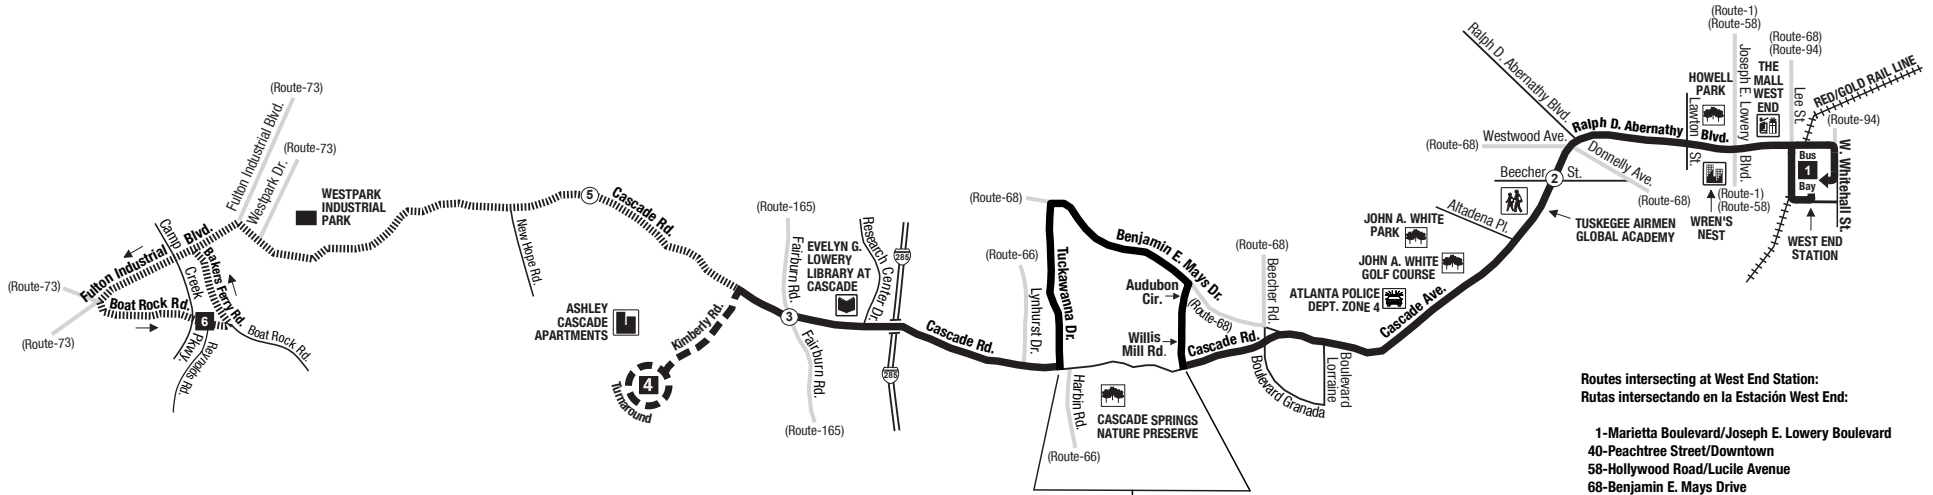 (Route-73)
Fulton Industrial Blvd.
(Route-73)
Westpark Dr.
WESTPARK
INDUSTRIAL
PARK
Camp
Creek
PKWY.
Fulton Industrial Blvd.
Bakers Ferry Rd.
(Route-73)
Boat Rock Rd.
6
Boat Rock Rd.
(Route-73)
Reynolds Rd.
New Hope Rd.
5
Cascade Rd.
ASHLEY
CASCADE
APARTMENTS
Kimberly Rd.
4
Turnaround
(Route-165)
Fairburn Rd.
3
Fairburn Rd.
(Route-165)
EVELYN G.
LOWERY
LIBRARY AT
CASCADE
Research Center Dr.
285
285
Cascade Rd.
(Route-68)
(Route-66)
Lynhurst Dr.
Tuckawanna Dr.
Benjamin E. Mays Dr.
Audubon
Cir.
Willis
Mill Rd.
(Route-68)
Harbin Rd.
(Route-66)
CASCADE SPRINGS
NATURE PRESERVE
Cascade Rd.
(Route-68)
Beecher Rd.
Boulevard Granada
Boulevard
Lorraine
ATLANTA POLICE
DEPT. ZONE 4
JOHN A. WHITE
GOLF COURSE
JOHN A. WHITE
PARK
Cascade Ave.
Altadena Pl.
Beecher St.
2
TUSKEGEE AIRMEN
GLOBAL ACADEMY
(Route-68)
Westwood Ave.
Ralph D. Abernathy Blvd.
Ralph D. Abernathy Blvd.
Donnelly Ave.
(Route-68)
HOWELL
PARK
Lawton St.
WREN'S
NEST
(Route-1)
(Route-58)
Joseph E. Lowery Blvd.
(Route-1)
(Route-58)
(Route-68)
(Route-94)
THE
MALL
WEST
END
Lee St.
RED/GOLD RAIL LINE
(Route-94)
W. Whitehall St.
Bus
1
Bay
WEST END
STATION
Routes intersecting at West End Station:
Rutas intersectando en la Estación West End:
1-Marietta Boulevard/Joseph E. Lowery Boulevard
40-Peachtree Street/Downtown
58-Hollywood Road/Lucile Avenue
68-Benjamin E. Mays Drive